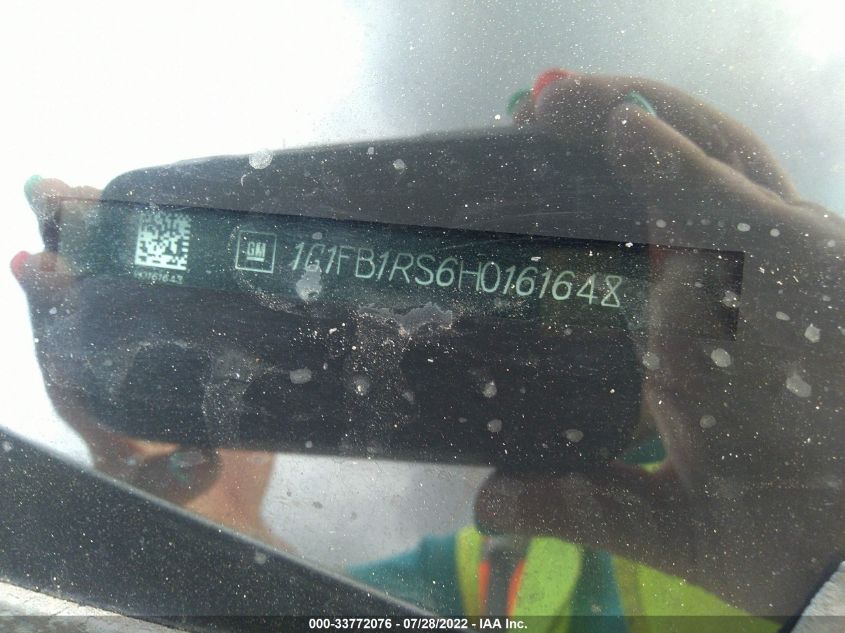 GM 1G1FB1RS6H0161648
000-33772076 - 07/28/2022 - IAA Inc.